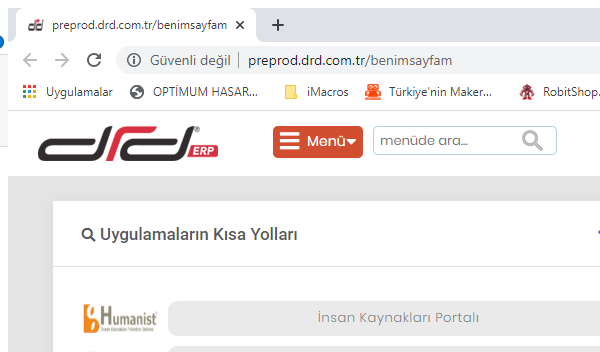 preprod.drd.com.tr/benimsayfam
Güvenli değil | preprod.drd.com.tr/benimsayfam
Uygulamalar OPTİMUM HASAR... iMacros Türkiye'nin Maker... RobitShop.
drd® ERP Menü menüde ara...
Uygulamaların Kısa Yolları
Humanist İnsan Kaynakları Portalı